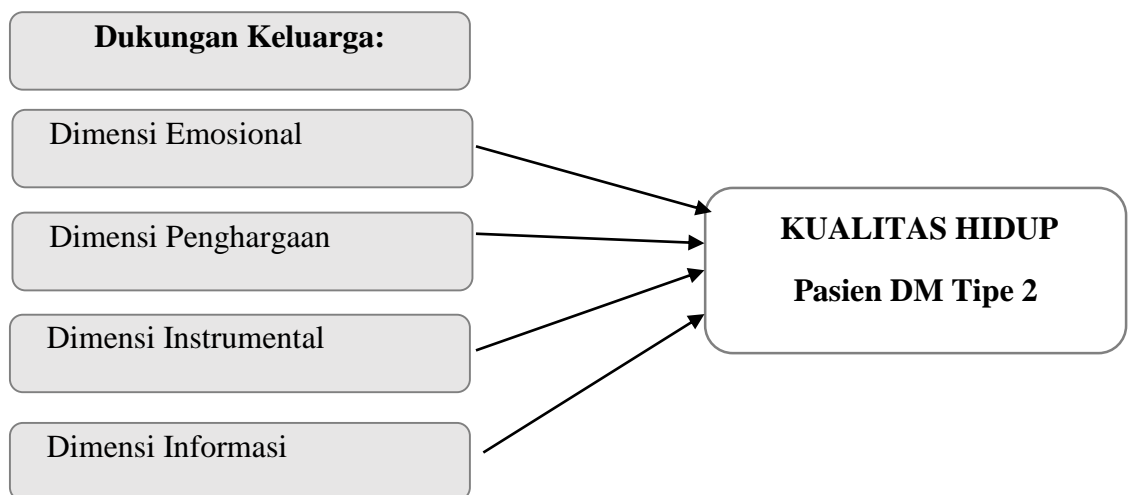 Dukungan Keluarga:
Dimensi Emosional
Dimensi Penghargaan
Dimensi Instrumental
Dimensi Informasi
KUALITAS HIDUP
Pasien DM Tipe 2